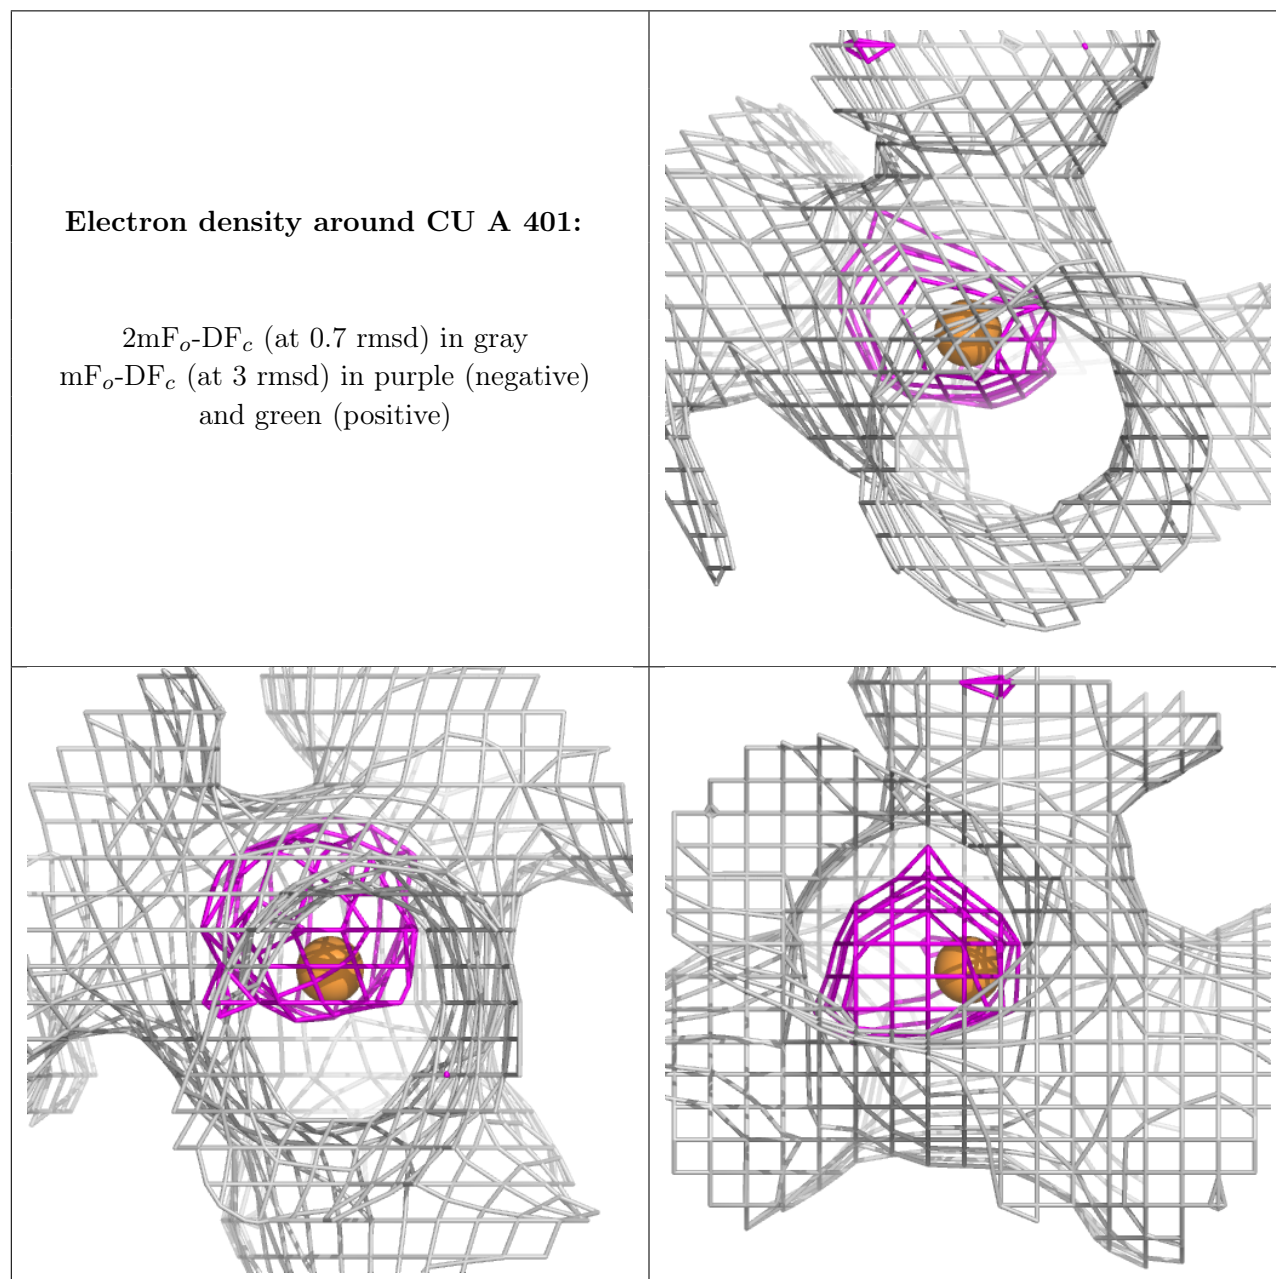 Electron density around CU A 401:
2mFo-DFc (at 0.7 rmsd) in gray
mFo-DFc (at 3 rmsd) in purple (negative)
and green (positive)